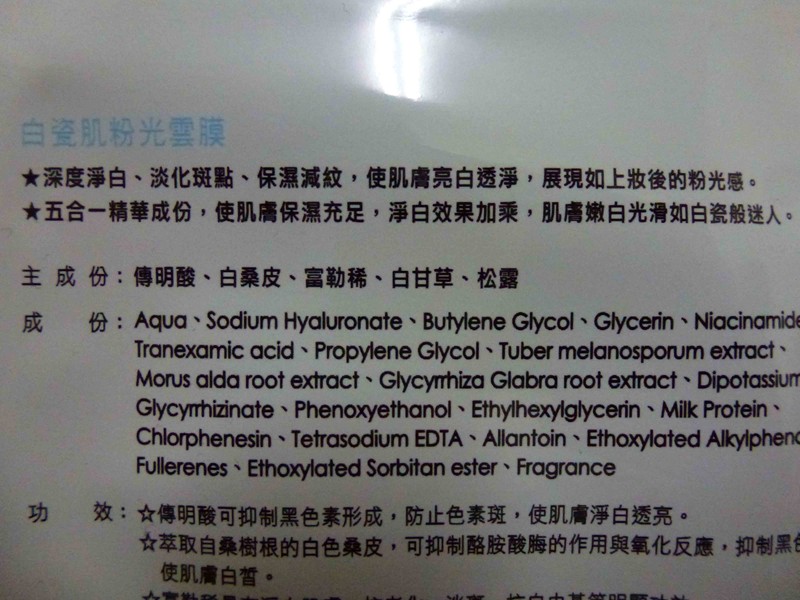 白瓷肌粉光雲膜
★深度淨白、淡化斑點、保濕減紋，使肌膚亮白透淨，展現如上妝後的粉光感。
★五合一精華成份，使肌膚保濕充足，淨白效果加乘，肌膚嫩白光滑如白瓷般迷人。
主成份：傳明酸、白桑皮、富勒稀、白甘草、松露
成份：Aqua、Sodium Hyaluronate、Butylene Glycol、Glycerin、Niacinamide
Tranexamic acid、Propylene Glycol、Tuber melanosporum extract、
Morus alda root extract、Glycyrrhiza Glabra root extract、Dipotassium
Glycyrrhizinate、Phenoxyethanol、Ethylhexylglycerin、Milk Protein、
Chlorphenesin、Tetrasodium EDTA、Allantoin、Ethoxylated Alkylpheno
Fullerenes、Ethoxylated Sorbitan ester、Fragrance
功效：☆傳明酸可抑制黑色素形成，防止色素斑，使肌膚淨白透亮。
☆萃取自桑樹根的白色桑皮，可抑制酪胺酸脢的作用與氧化反應，抑制黑色
使肌膚白皙。